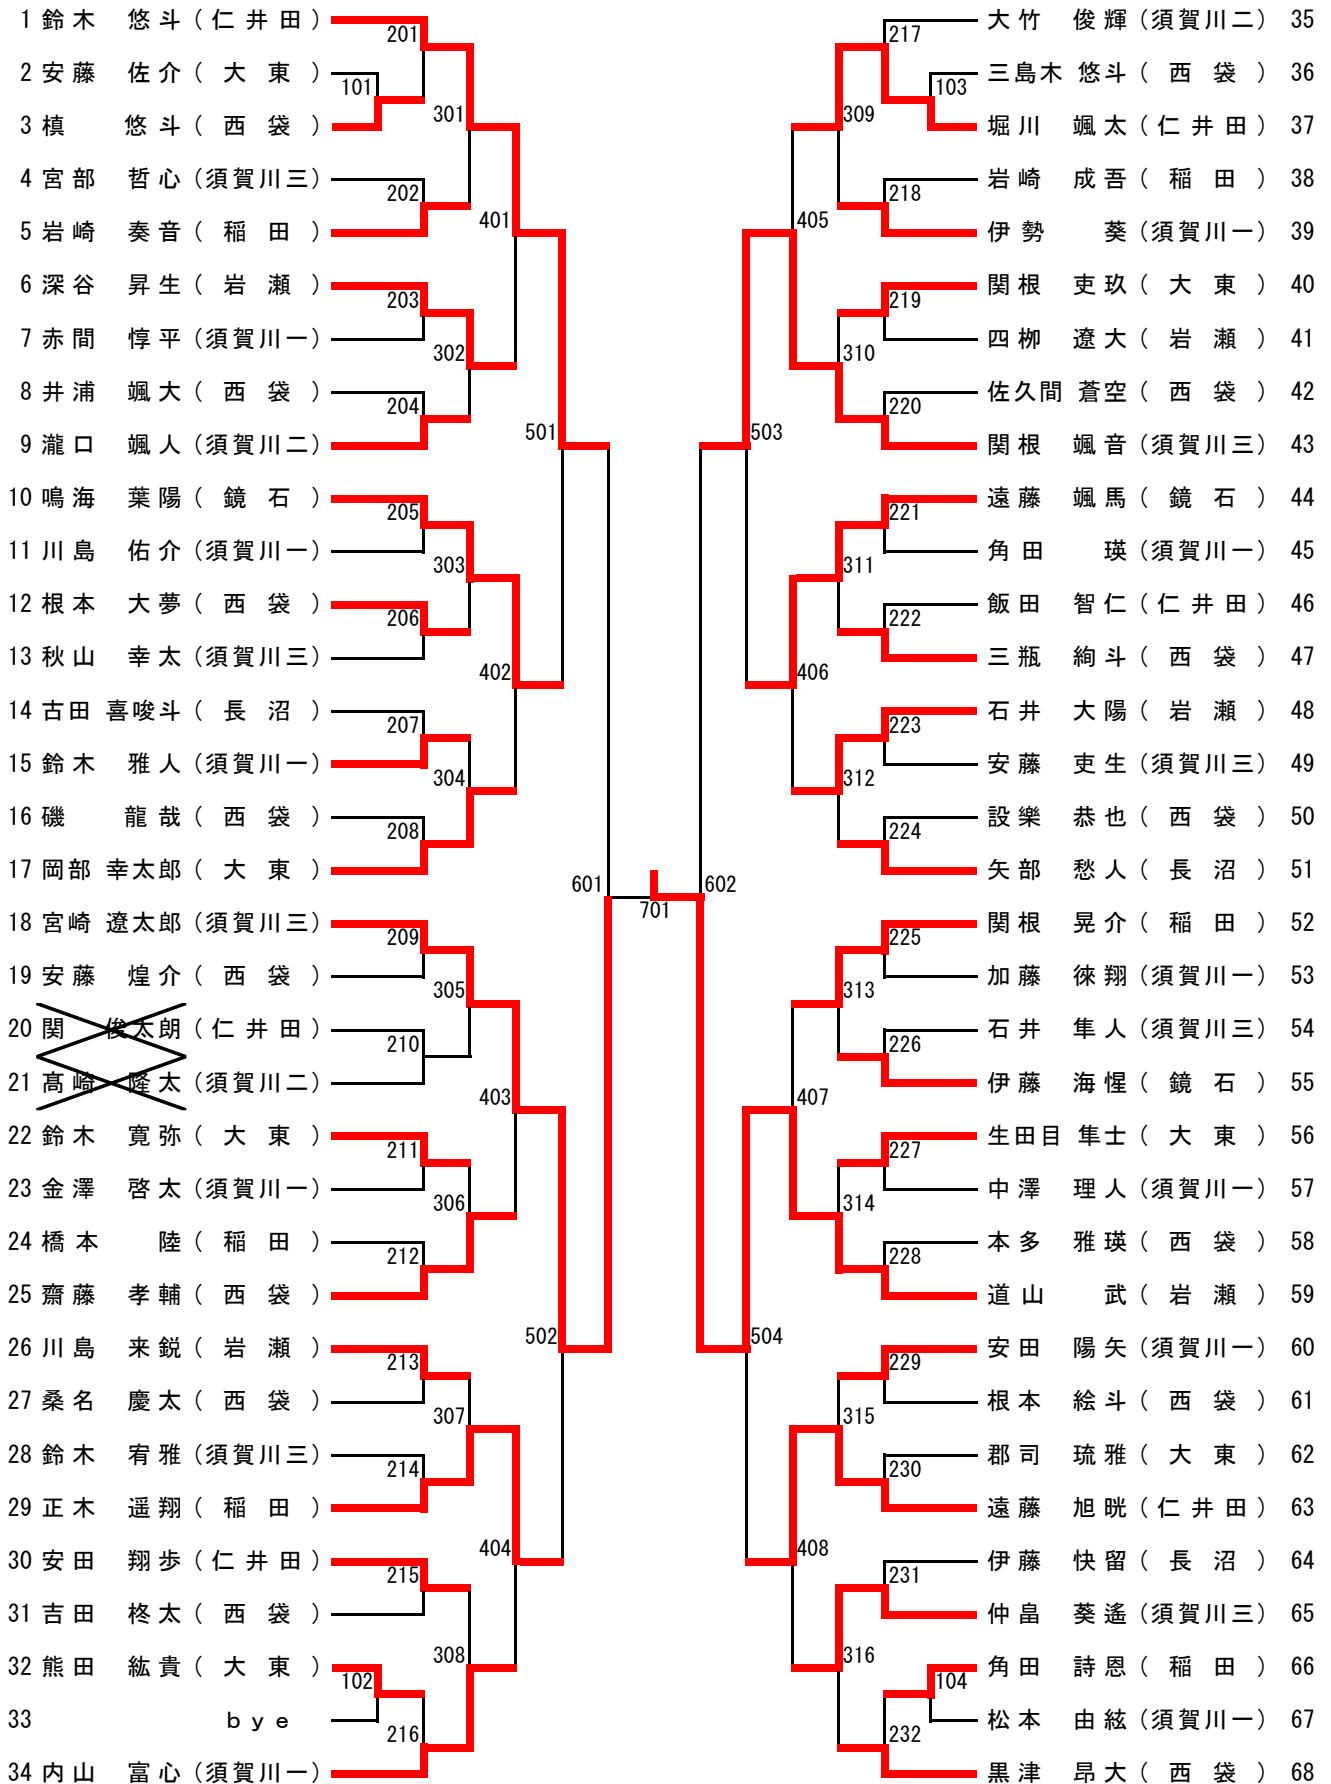 1 鈴木 悠斗 (仁井田)
2 安藤 佐介 (大東)
3 槙 悠斗 (西袋)
4 宮部 哲心 (須賀川三)
5 岩崎 奏音 (稲田)
6 深谷 昇生 (岩瀬)
7 赤間 惇平 (須賀川一)
8 井浦 颯大 (西袋)
9 瀧口 颯人 (須賀川二)
10 鳴海 葉陽 (鏡石)
11 川島 佑介 (須賀川一)
12 根本 大夢 (西袋)
13 秋山 幸太 (須賀川三)
14 古田 喜唆斗 (長沼)
15 鈴木 雅人 (須賀川一)
16 磯 龍哉 (西袋)
17 岡部 幸太郎 (大東)
18 宮崎 遼太郎 (須賀川三)
19 安藤 煌介 (西袋)
20 関 俊太朗 (仁井田)
21 髙崎 隆太 (須賀川二)
22 鈴木 寛弥 (大東)
23 金澤 啓太 (須賀川一)
24 橋本 陸 (稲田)
25 齋藤 孝輔 (西袋)
26 川島 来鋭 (岩瀬)
27 桑名 慶太 (西袋)
28 鈴木 宥雅 (須賀川三)
29 正木 遥翔 (稲田)
30 安田 翔歩 (仁井田)
31 吉田 柊太 (西袋)
32 熊田 紘貴 (大東)
33 bye
34 内山 富心 (須賀川一)
101
102
201
202
203
204
205
206
207
208
209
210
211
212
213
214
215
216
301
302
303
304
305
306
307
308
401
402
403
404
501
502
601
701
602
503
504
405
406
407
408
309
310
311
312
313
314
315
316
217
218
219
220
221
222
223
224
225
226
227
228
229
230
231
232
103
104
大竹 俊輝 (須賀川二) 35
三島木 悠斗 (西袋) 36
堀川 颯太 (仁井田) 37
岩崎 成吾 (稲田) 38
伊勢 葵 (須賀川一) 39
関根 吏玖 (大東) 40
四栁 遼大 (岩瀬) 41
佐久間 蒼空 (西袋) 42
関根 颯音 (須賀川三) 43
遠藤 颯馬 (鏡石) 44
角田 瑛 (須賀川一) 45
飯田 智仁 (仁井田) 46
三瓶 絢斗 (西袋) 47
石井 大陽 (岩瀬) 48
安藤 吏生 (須賀川三) 49
設樂 恭也 (西袋) 50
矢部 愁人 (長沼) 51
関根 晃介 (稲田) 52
加藤 徠翔 (須賀川一) 53
石井 隼人 (須賀川三) 54
伊藤 海惺 (鏡石) 55
生田目 隼士 (大東) 56
中澤 理人 (須賀川一) 57
本多 雅瑛 (西袋) 58
道山 武 (岩瀬) 59
安田 陽矢 (須賀川一) 60
根本 絵斗 (西袋) 61
郡司 琉雅 (大東) 62
遠藤 旭晄 (仁井田) 63
伊藤 快留 (長沼) 64
仲畠 葵遙 (須賀川三) 65
角田 詩恩 (稲田) 66
松本 由絃 (須賀川一) 67
黒津 昂大 (西袋) 68